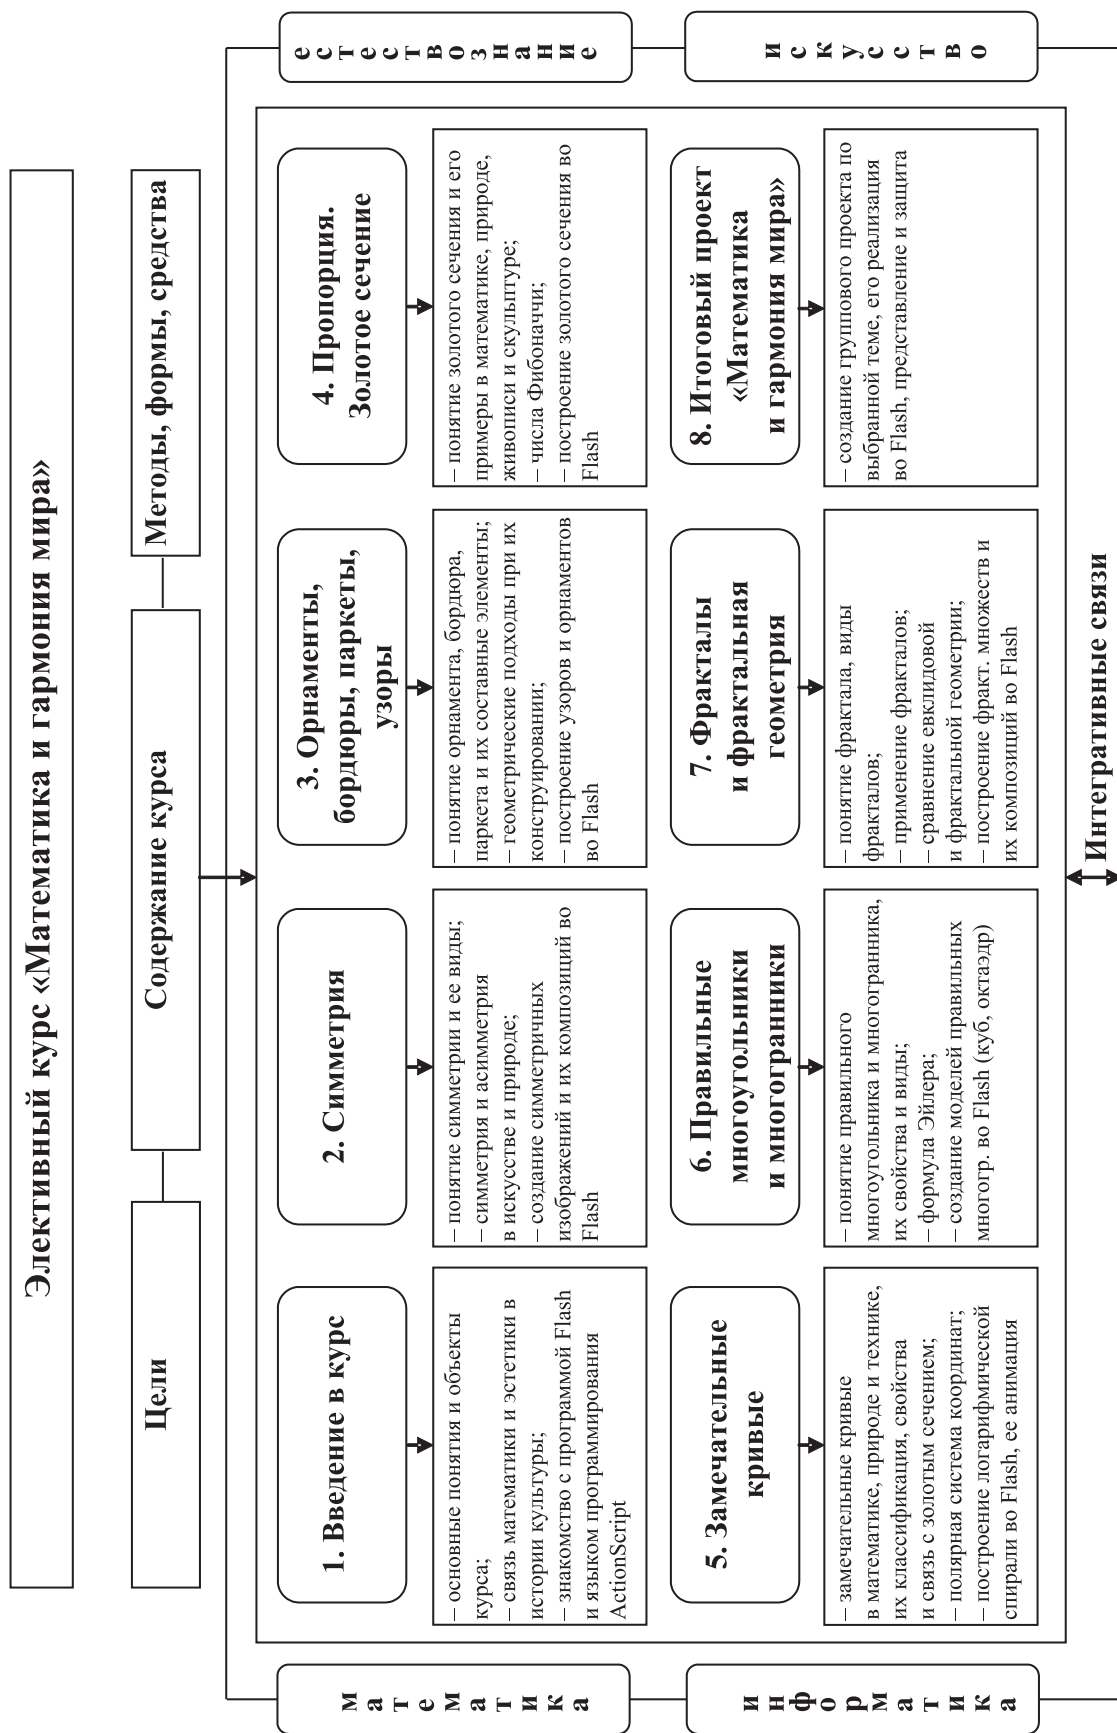 Элективный курс «Математика и гармония мира»
Цели
Содержание курса
Методы, формы, средства
математика
информатика
естествознание
искусство
1. Введение в курс
– основные понятия и объекты
курса;
– связь математики и эстетики в
истории культуры;
– знакомство с программой Flash
и языком программирования
ActionScript
2. Симметрия
– понятие симметрии и ее виды;
– симметрия и асимметрия
в искусстве и природе;
– создание симметричных
изображений и их композиций во
Flash
3. Орнаменты,
бордюры, паркеты,
узоры
– понятие орнамента, бордюра,
паркета и их составные элементы;
– геометрические подходы при их
конструировании;
– построение узоров и орнаментов
во Flash
4. Пропорция.
Золотое сечение
– понятие золотого сечения и его
примеры в математике, природе,
живописи и скульптуре;
– числа Фибоначчи;
– построение золотого сечения во
Flash
5. Замечательные
кривые
– замечательные кривые
в математике, природе и технике,
их классификация, свойства
и связь с золотым сечением;
– полярная система координат;
– построение логарифмической
спирали во Flash, ее анимация
6. Правильные
многоугольники
и многогранники
– понятие правильного
многоугольника и многогранника,
их свойства и виды;
– формула Эйлера;
– создание моделей правильных
многогр. во Flash (куб, октаэдр)
7. Фракталы
и фрактальная
геометрия
– понятие фрактала, виды
фракталов;
– применение фракталов;
– сравнение евклидовой
и фрактальной геометрии;
– построение фракт. множеств и
их композиций во Flash
8. Итоговый проект
«Математика
и гармония мира»
– создание группового проекта по
выбранной теме, его реализация
во Flash, представление и защита
Интегративные связи